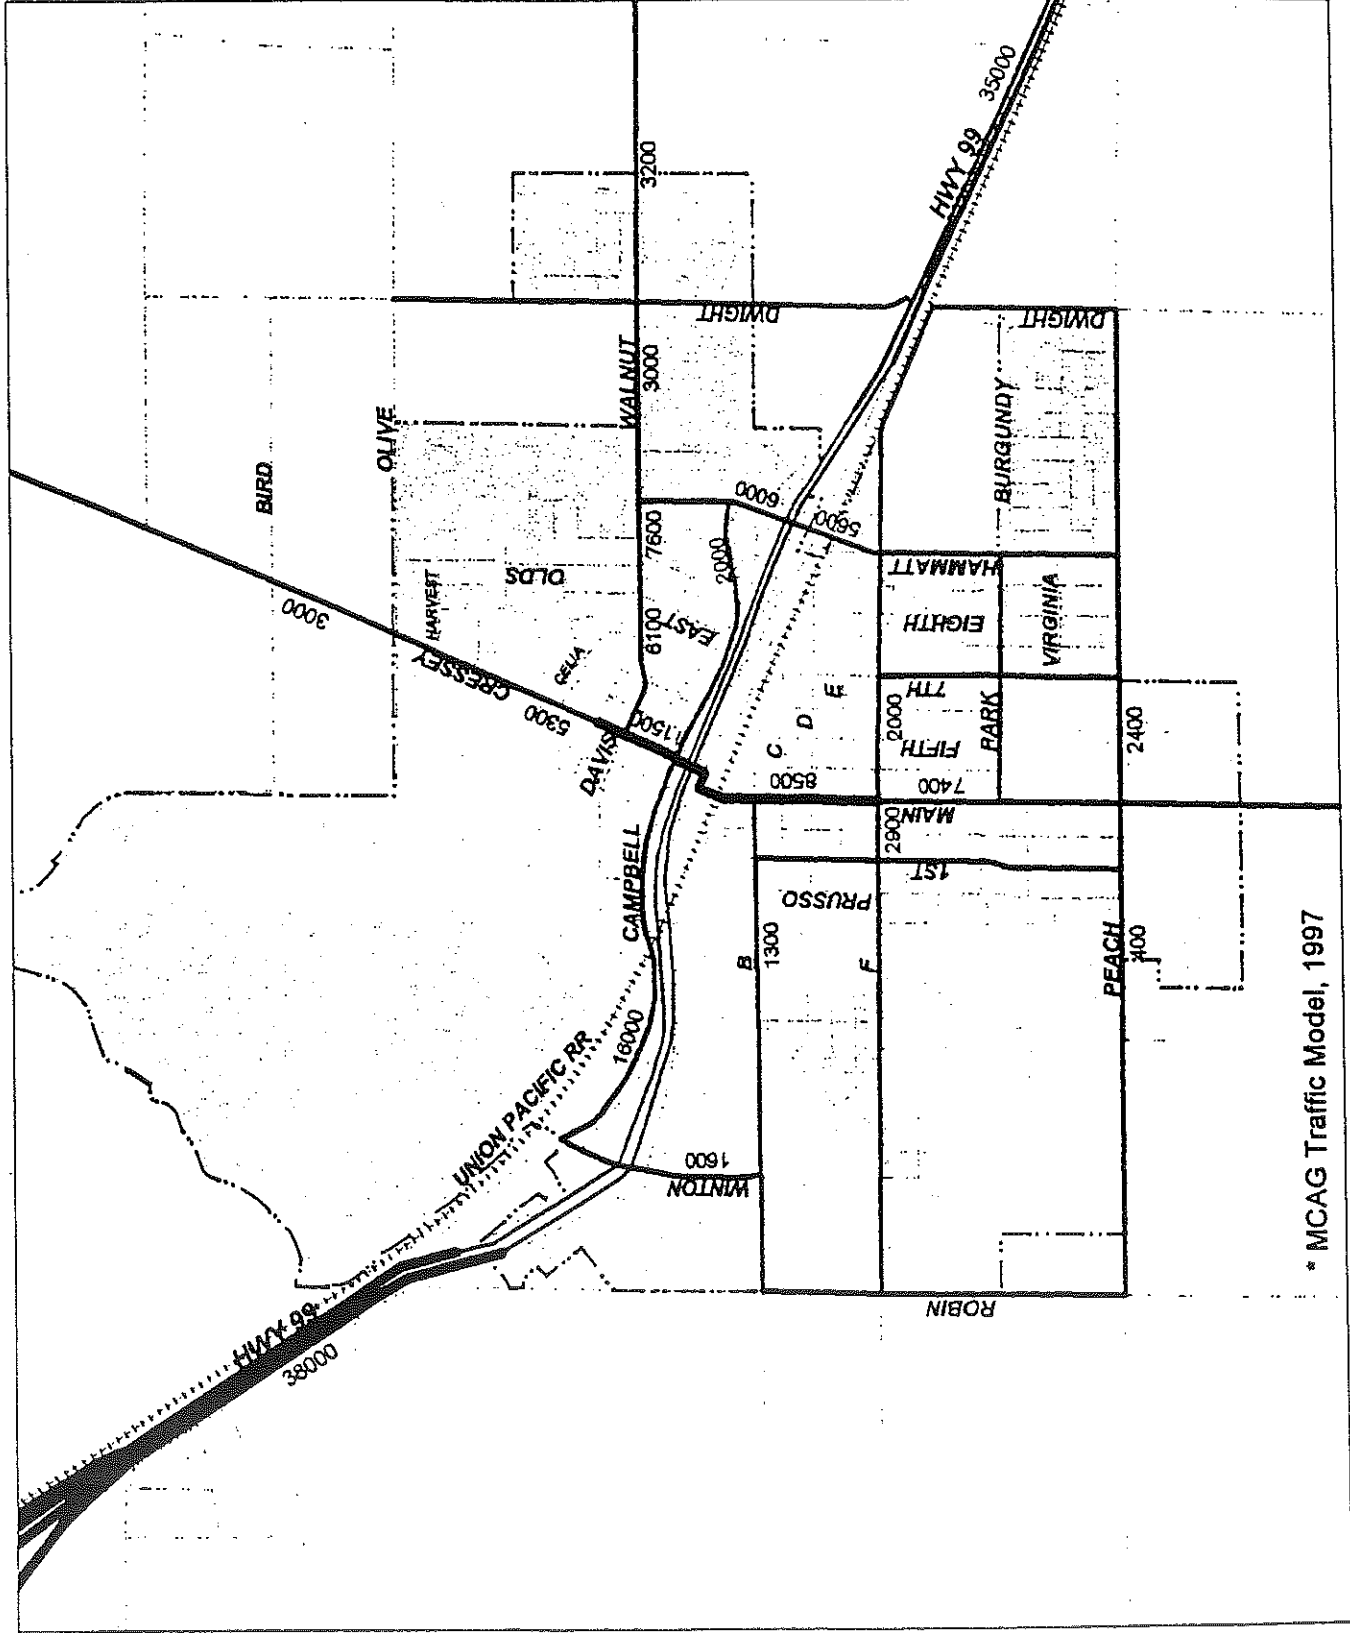 BIRD
OLIVE
3000
HARVEST
OLDS
CRESSEY
CELIA
5300
DAVIS
11500
WALNUT
3200
3000
7600
6100
2000
EAST
6000
5600
DWIGHT
HWY 99
35000
DWIGHT
BURGUNDY
HAMMATT
EIGHTH
VIRGINIA
7TH
2000
FIFTH
PARK
7400
MAIN
2900
1ST
2400
C
D
E
8500
CAMPBELL
PRUSSO
B
1300
F
PEACH
400
16000
UNION PACIFIC RR
1600
WINTON
ROBIN
HWY 99
38000
* MCAG Traffic Model, 1997